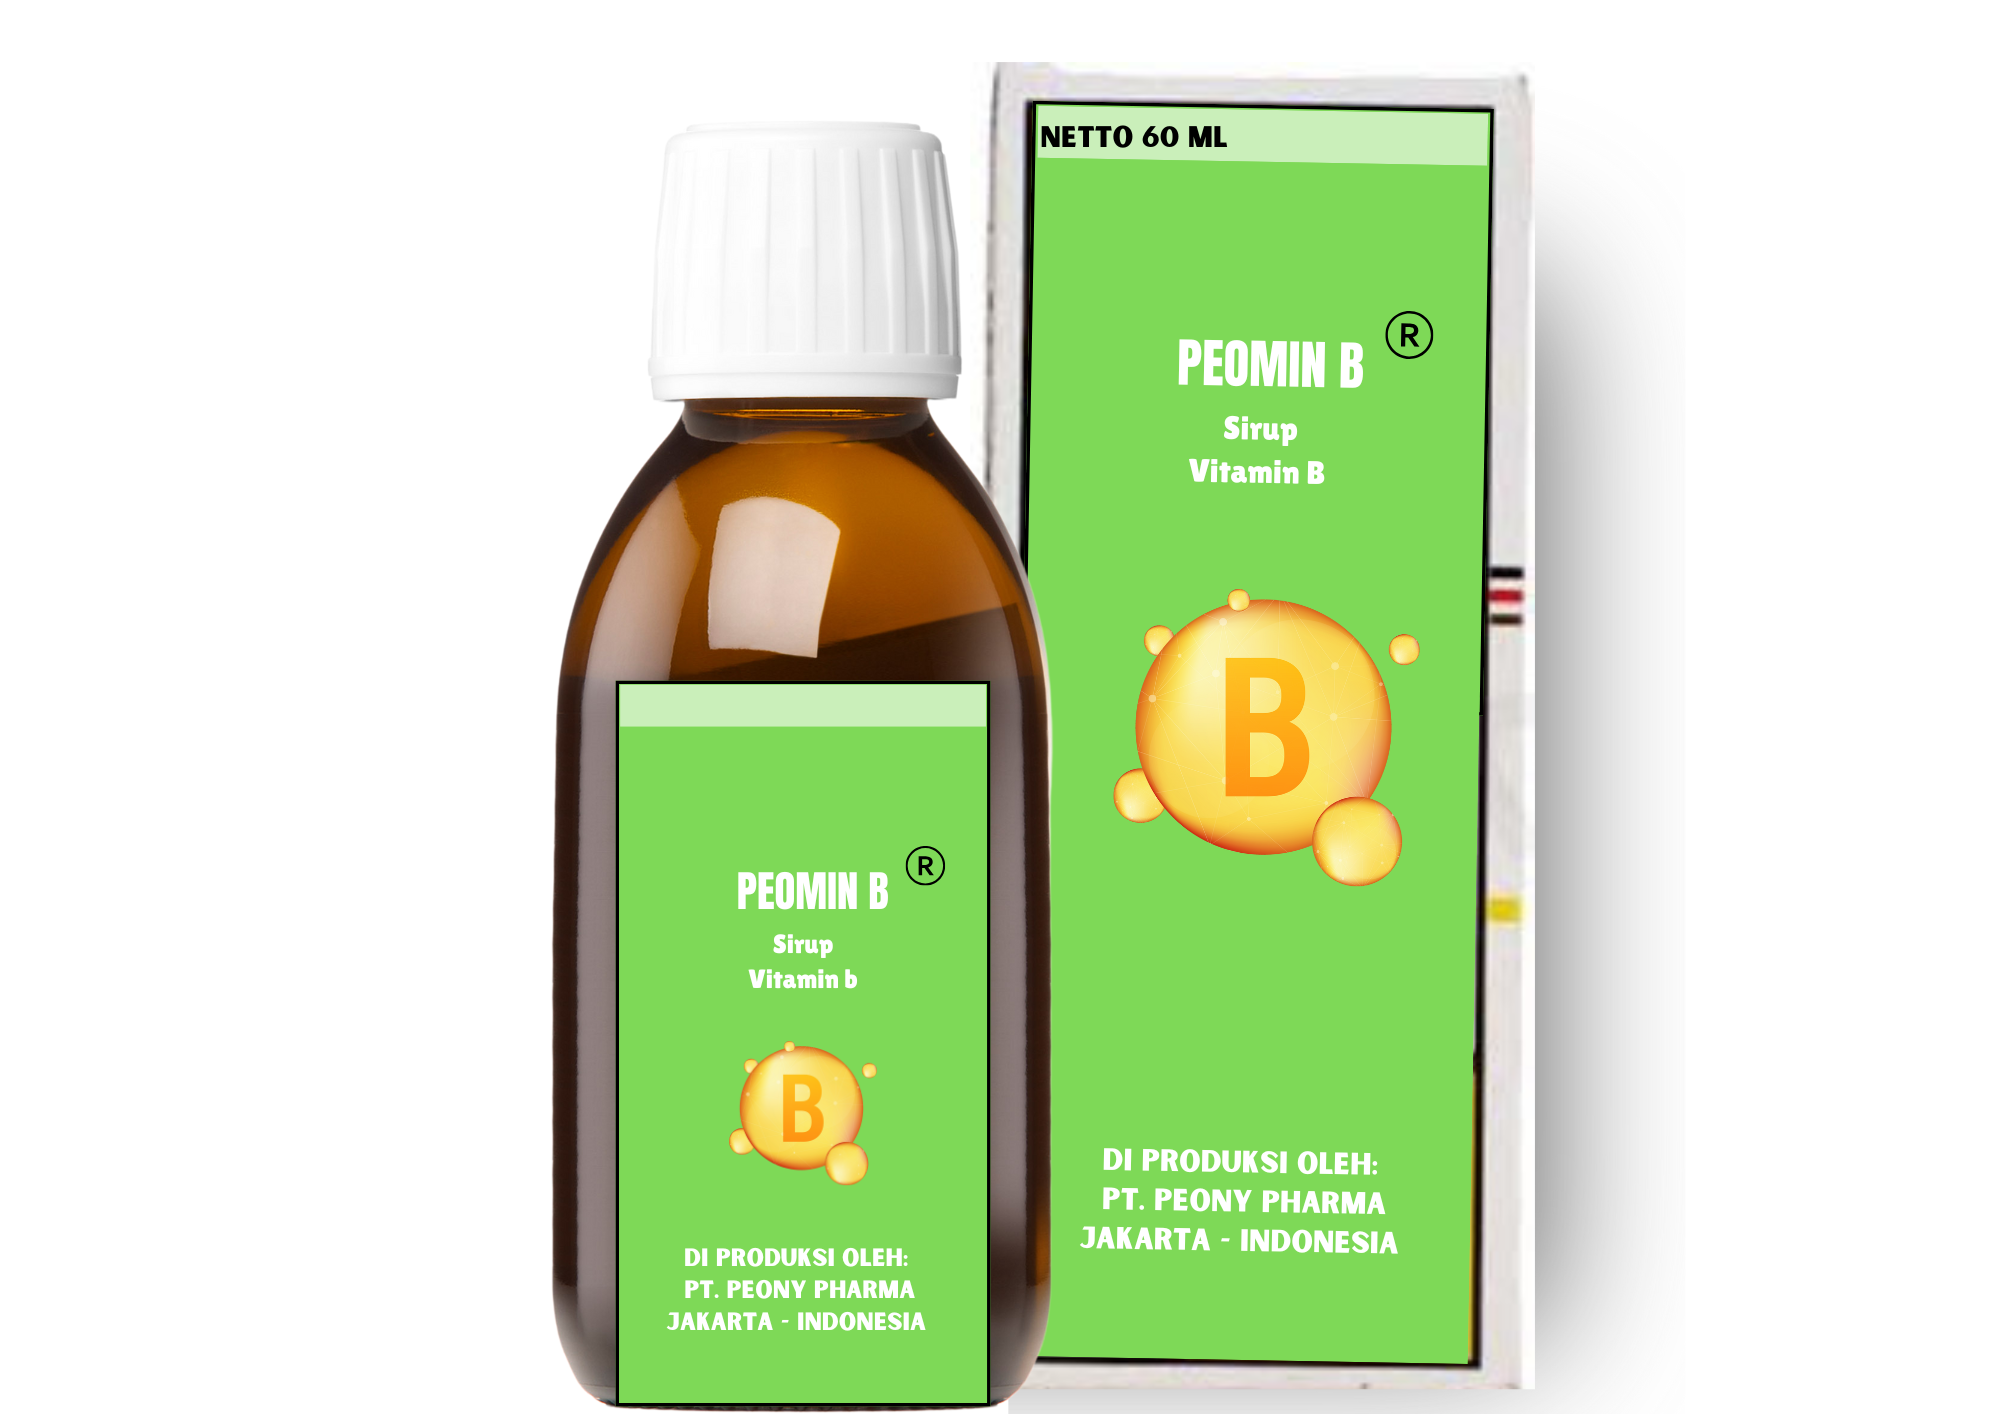 NETTO 60 ML
PEOMIN B ®
Sirup
Vitamin B
B
DI PRODUKSI OLEH:
PT. PEONY PHARMA
JAKARTA - INDONESIA
PEOMIN B ®
Sirup
Vitamin b
B
DI PRODUKSI OLEH:
PT. PEONY PHARMA
JAKARTA - INDONESIA